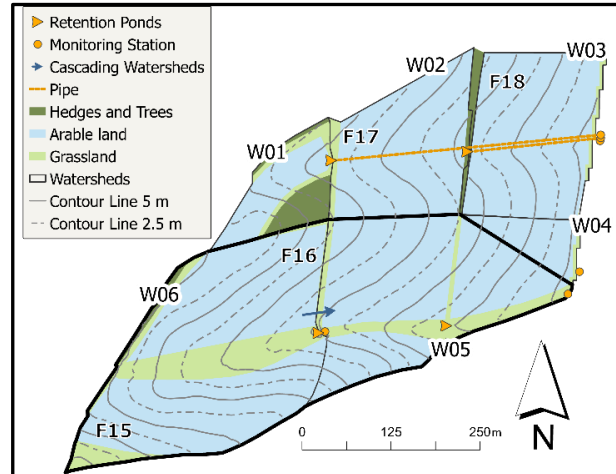 Retention Ponds
Monitoring Station
Cascading Watersheds
Pipe
Hedges and Trees
Arable land
Grassland
Watersheds
Contour Line 5 m
Contour Line 2.5 m
W02
W03
F18
F17
W01
W04
F16
W06
W05
F15
0 125 250m
N